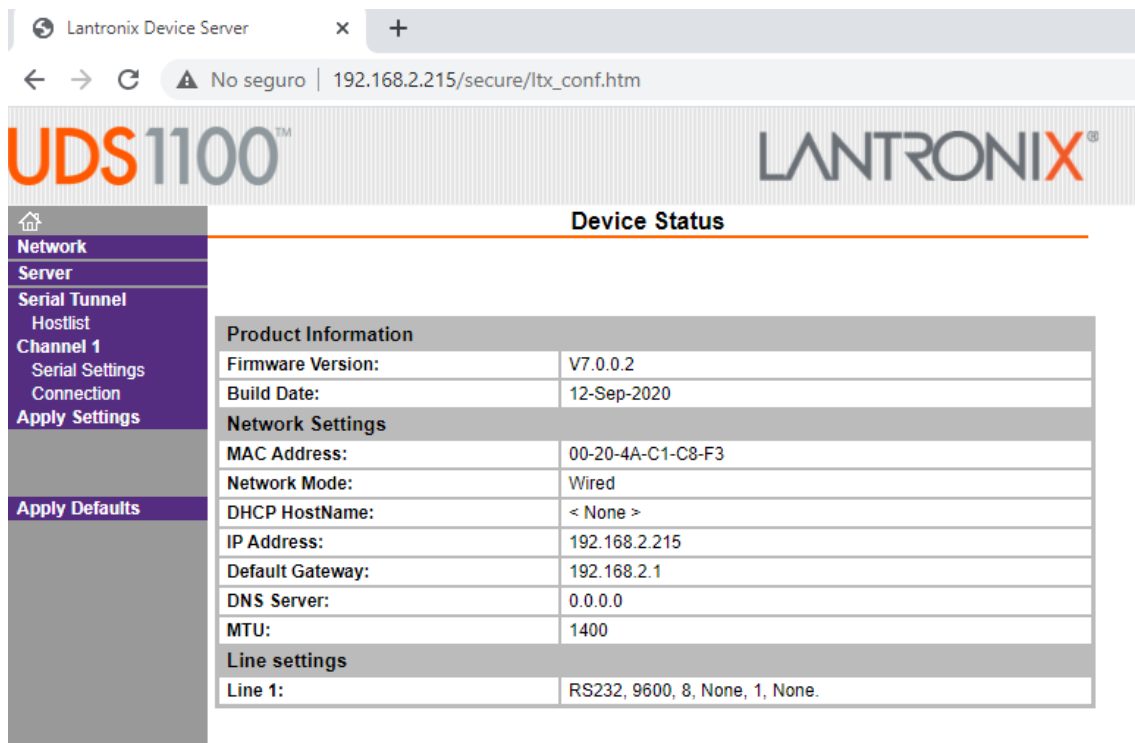 Lantronix Device Server
No seguro | 192.168.2.215/secure/ltx_conf.htm
UDS1100™ LANTRONIX®
Device Status
Network
Server
Serial Tunnel
Hostlist
Channel 1
Serial Settings
Connection
Apply Settings
Apply Defaults
Product Information
Firmware Version: V7.0.0.2
Build Date: 12-Sep-2020
Network Settings
MAC Address: 00-20-4A-C1-C8-F3
Network Mode: Wired
DHCP HostName: < None >
IP Address: 192.168.2.215
Default Gateway: 192.168.2.1
DNS Server: 0.0.0.0
MTU: 1400
Line settings
Line 1: RS232, 9600, 8, None, 1, None.